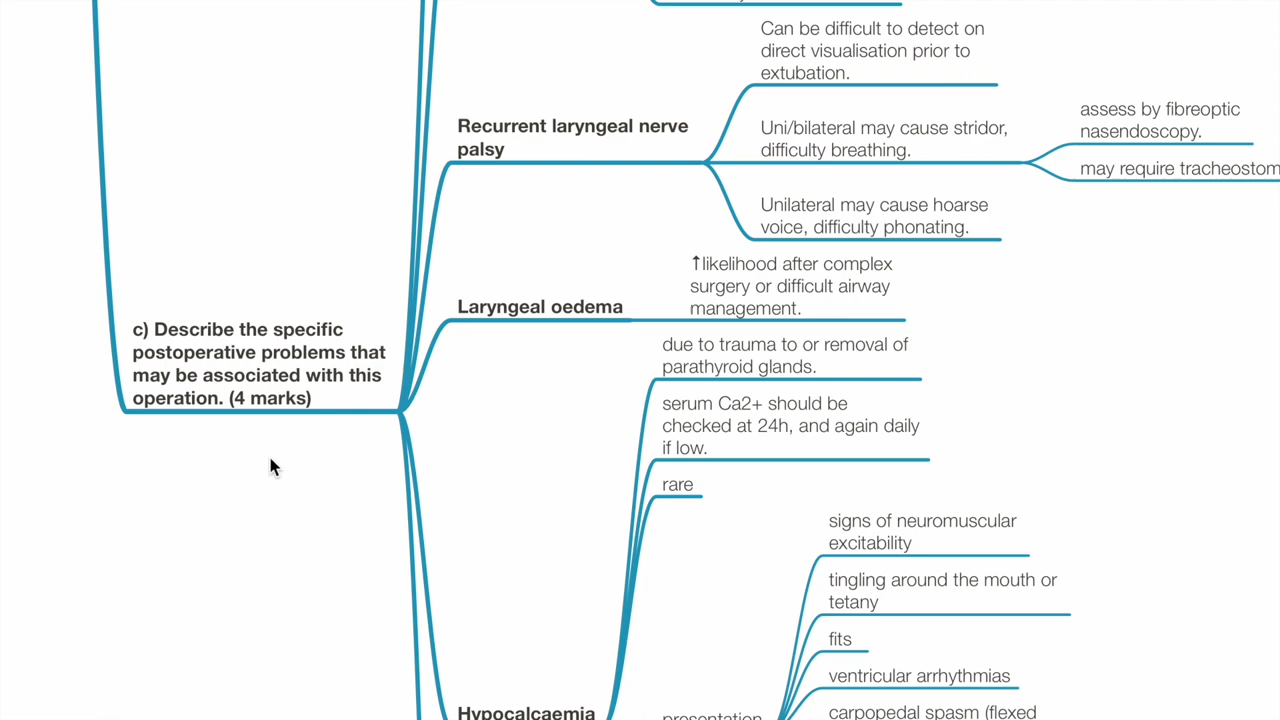 Can be difficult to detect on
direct visualisation prior to
extubation.
Recurrent laryngeal nerve
palsy
Uni/bilateral may cause stridor,
difficulty breathing.
assess by fibreoptic
nasendoscopy.
may require tracheostom
Unilateral may cause hoarse
voice, difficulty phonating.
Laryngeal oedema
↑likelihood after complex
surgery or difficult airway
management.
c) Describe the specific
postoperative problems that
may be associated with this
operation. (4 marks)
due to trauma to or removal of
parathyroid glands.
serum Ca2+ should be
checked at 24h, and again daily
if low.
rare
signs of neuromuscular
excitability
tingling around the mouth or
tetany
fits
ventricular arrhythmias
carpopedal spasm (flexed
Hypocalcaemia
presentation